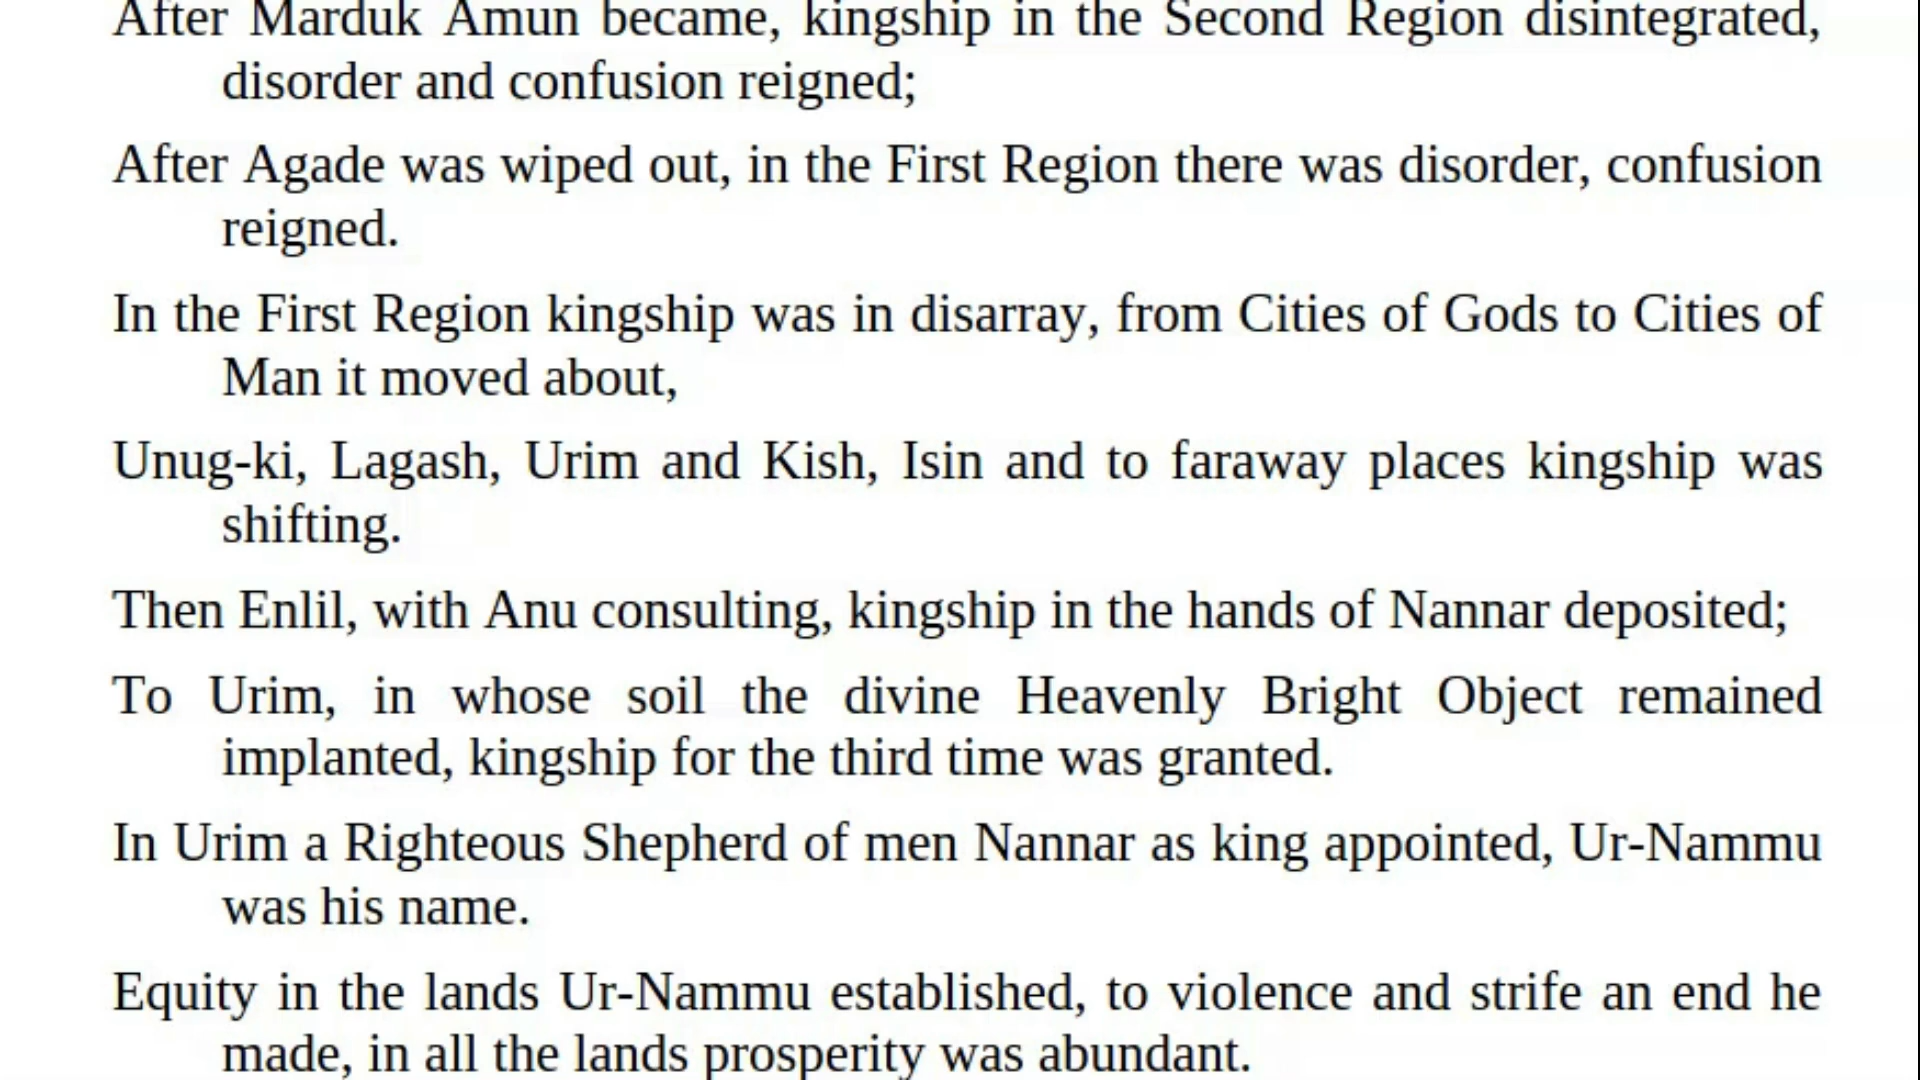 After Marduk Amun became, kingship in the Second Region disintegrated,
disorder and confusion reigned;
After Agade was wiped out, in the First Region there was disorder, confusion
reigned.
In the First Region kingship was in disarray, from Cities of Gods to Cities of
Man it moved about,
Unug-ki, Lagash, Urim and Kish, Isin and to faraway places kingship was
shifting.
Then Enlil, with Anu consulting, kingship in the hands of Nannar deposited;
To Urim, in whose soil the divine Heavenly Bright Object remained
implanted, kingship for the third time was granted.
In Urim a Righteous Shepherd of men Nannar as king appointed, Ur-Nammu
was his name.
Equity in the lands Ur-Nammu established, to violence and strife an end he
made, in all the lands prosperity was abundant.